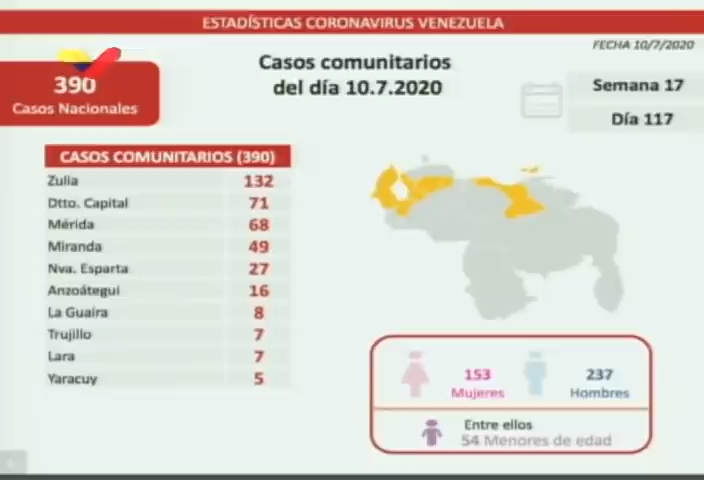 ESTADÍSTICAS CORONAVIRUS VENEZUELA
FECHA 10/7/2020
390
Casos Nacionales
Casos comunitarios
del día 10.7.2020
Semana 17
Día 117
CASOS COMUNITARIOS (390)
Zulia 132
Dtto. Capital 71
Mérida 68
Miranda 49
Nva. Esparta 27
Anzoátegui 16
La Guaira 8
Trujillo 7
Lara 7
Yaracuy 5
153 237
Mujeres Hombres
Entre ellos
54 Menores de edad